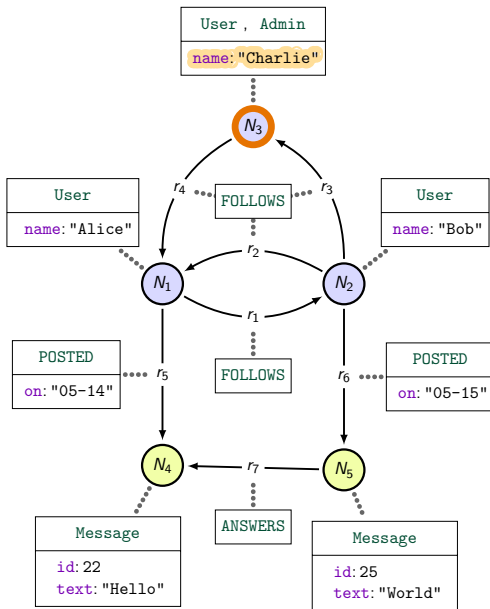 User , Admin
name: "Charlie"
N3
r4
r3
FOLLOWS
User
name: "Alice"
User
name: "Bob"
r2
N1
N2
r1
POSTED
on: "05-14"
r5
FOLLOWS
r6
POSTED
on: "05-15"
N4
r7
N5
ANSWERS
Message
id: 22
text: "Hello"
Message
id: 25
text: "World"